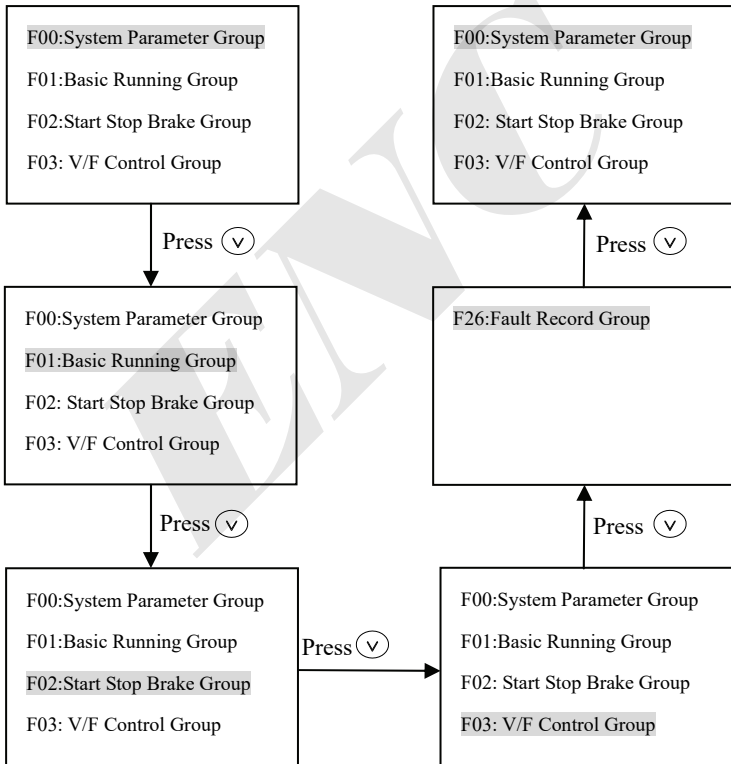 F00:System Parameter Group
F01:Basic Running Group
F02:Start Stop Brake Group
F03: V/F Control Group
Press
F00:System Parameter Group
F01:Basic Running Group
F02: Start Stop Brake Group
F03: V/F Control Group
Press
F00:System Parameter Group
F01:Basic Running Group
F02:Start Stop Brake Group
F03: V/F Control Group
Press
F00:System Parameter Group
F01:Basic Running Group
F02: Start Stop Brake Group
F03: V/F Control Group
Press
F26:Fault Record Group
Press
F00:System Parameter Group
F01:Basic Running Group
F02: Start Stop Brake Group
F03: V/F Control Group
ENC